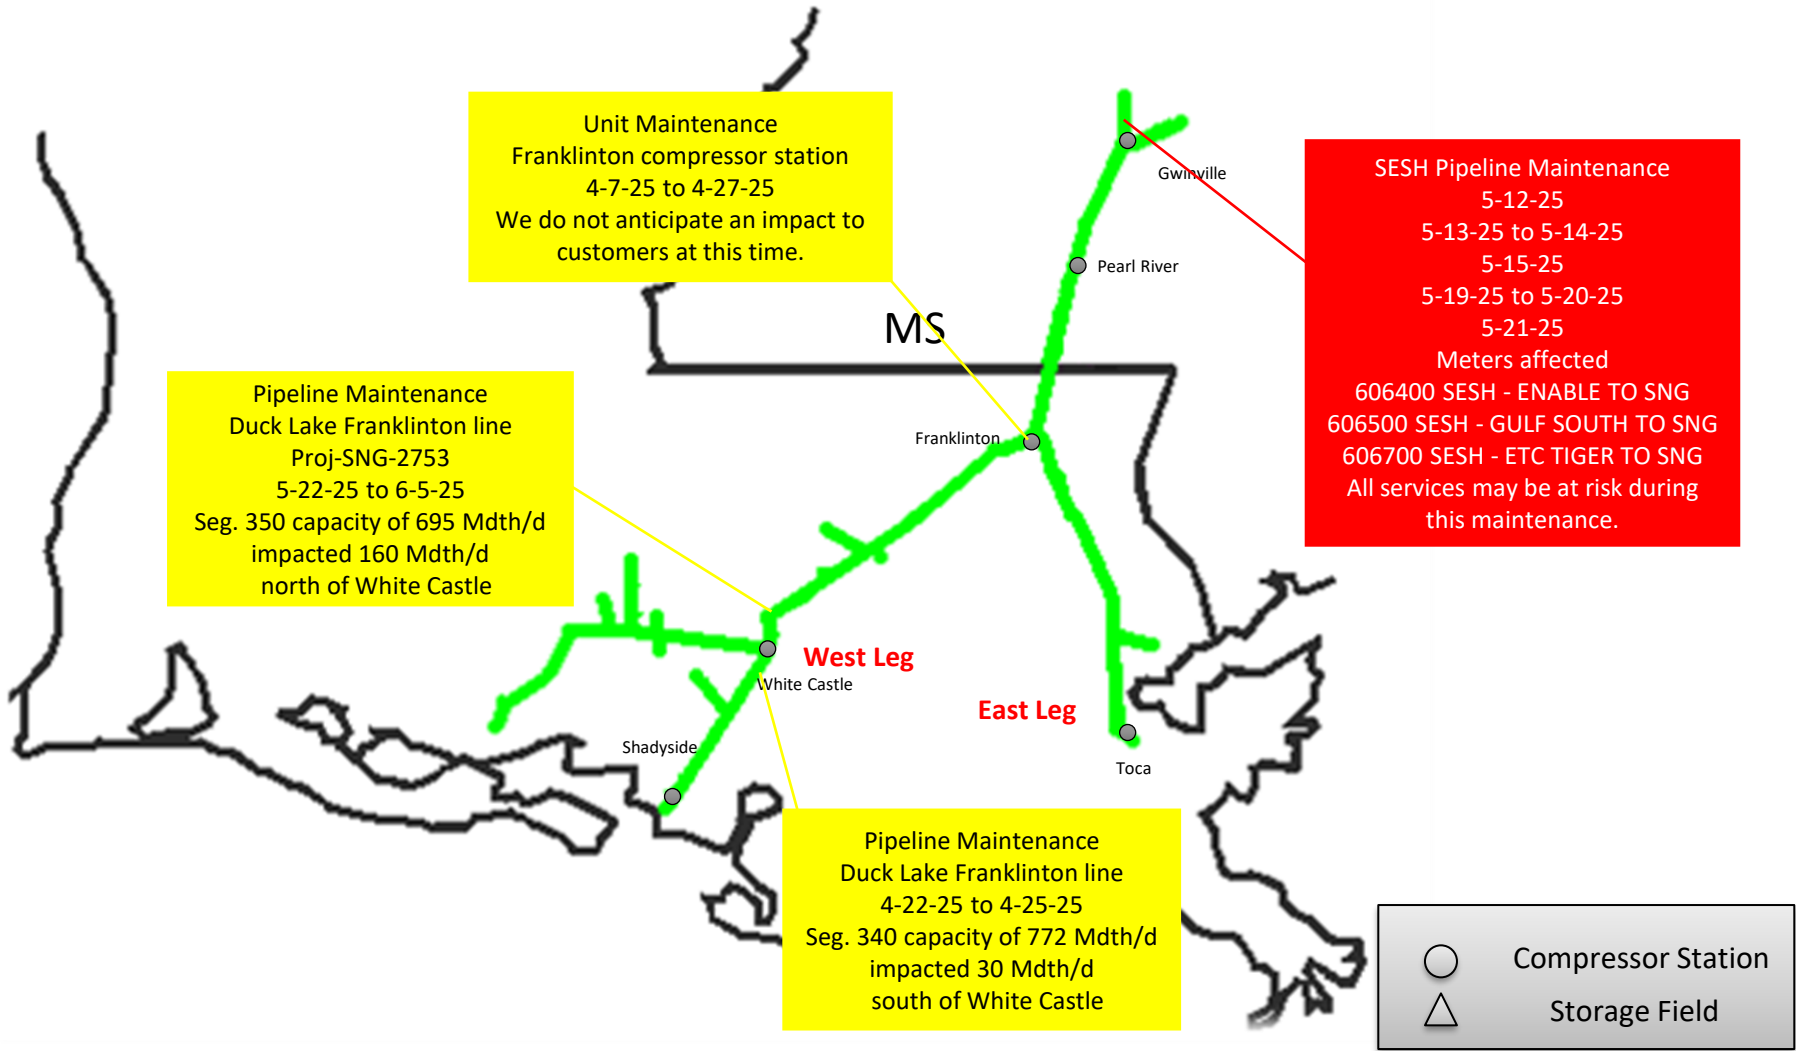 Unit Maintenance
Franklinton compressor station
4-7-25 to 4-27-25
We do not anticipate an impact to
customers at this time.
Gwinville
SESH Pipeline Maintenance
5-12-25
5-13-25 to 5-14-25
5-15-25
5-19-25 to 5-20-25
5-21-25
Meters affected
606400 SESH - ENABLE TO SNG
606500 SESH - GULF SOUTH TO SNG
606700 SESH - ETC TIGER TO SNG
All services may be at risk during
this maintenance.
Pearl River
MS
Pipeline Maintenance
Duck Lake Franklinton line
Proj-SNG-2753
5-22-25 to 6-5-25
Seg. 350 capacity of 695 Mdth/d
impacted 160 Mdth/d
north of White Castle
Franklinton
West Leg
White Castle
East Leg
Shadyside
Toca
Pipeline Maintenance
Duck Lake Franklinton line
4-22-25 to 4-25-25
Seg. 340 capacity of 772 Mdth/d
impacted 30 Mdth/d
south of White Castle
Compressor Station
Storage Field